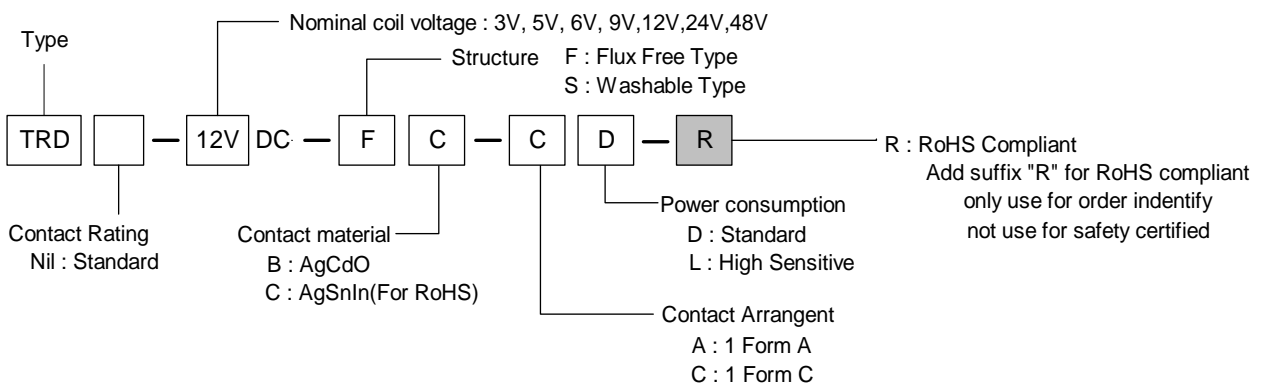 Nominal coil voltage : 3V, 5V, 6V, 9V,12V,24V,48V
Type
Structure F : Flux Free Type
S : Washable Type
TRD — 12V DC — F C — C D — R
R : RoHS Compliant
Add suffix "R" for RoHS compliant
only use for order indentify
not use for safety certified
Contact Rating
Nil : Standard
Contact material
B : AgCdO
C : AgSnIn(For RoHS)
Power consumption
D : Standard
L : High Sensitive
Contact Arrangent
A : 1 Form A
C : 1 Form C